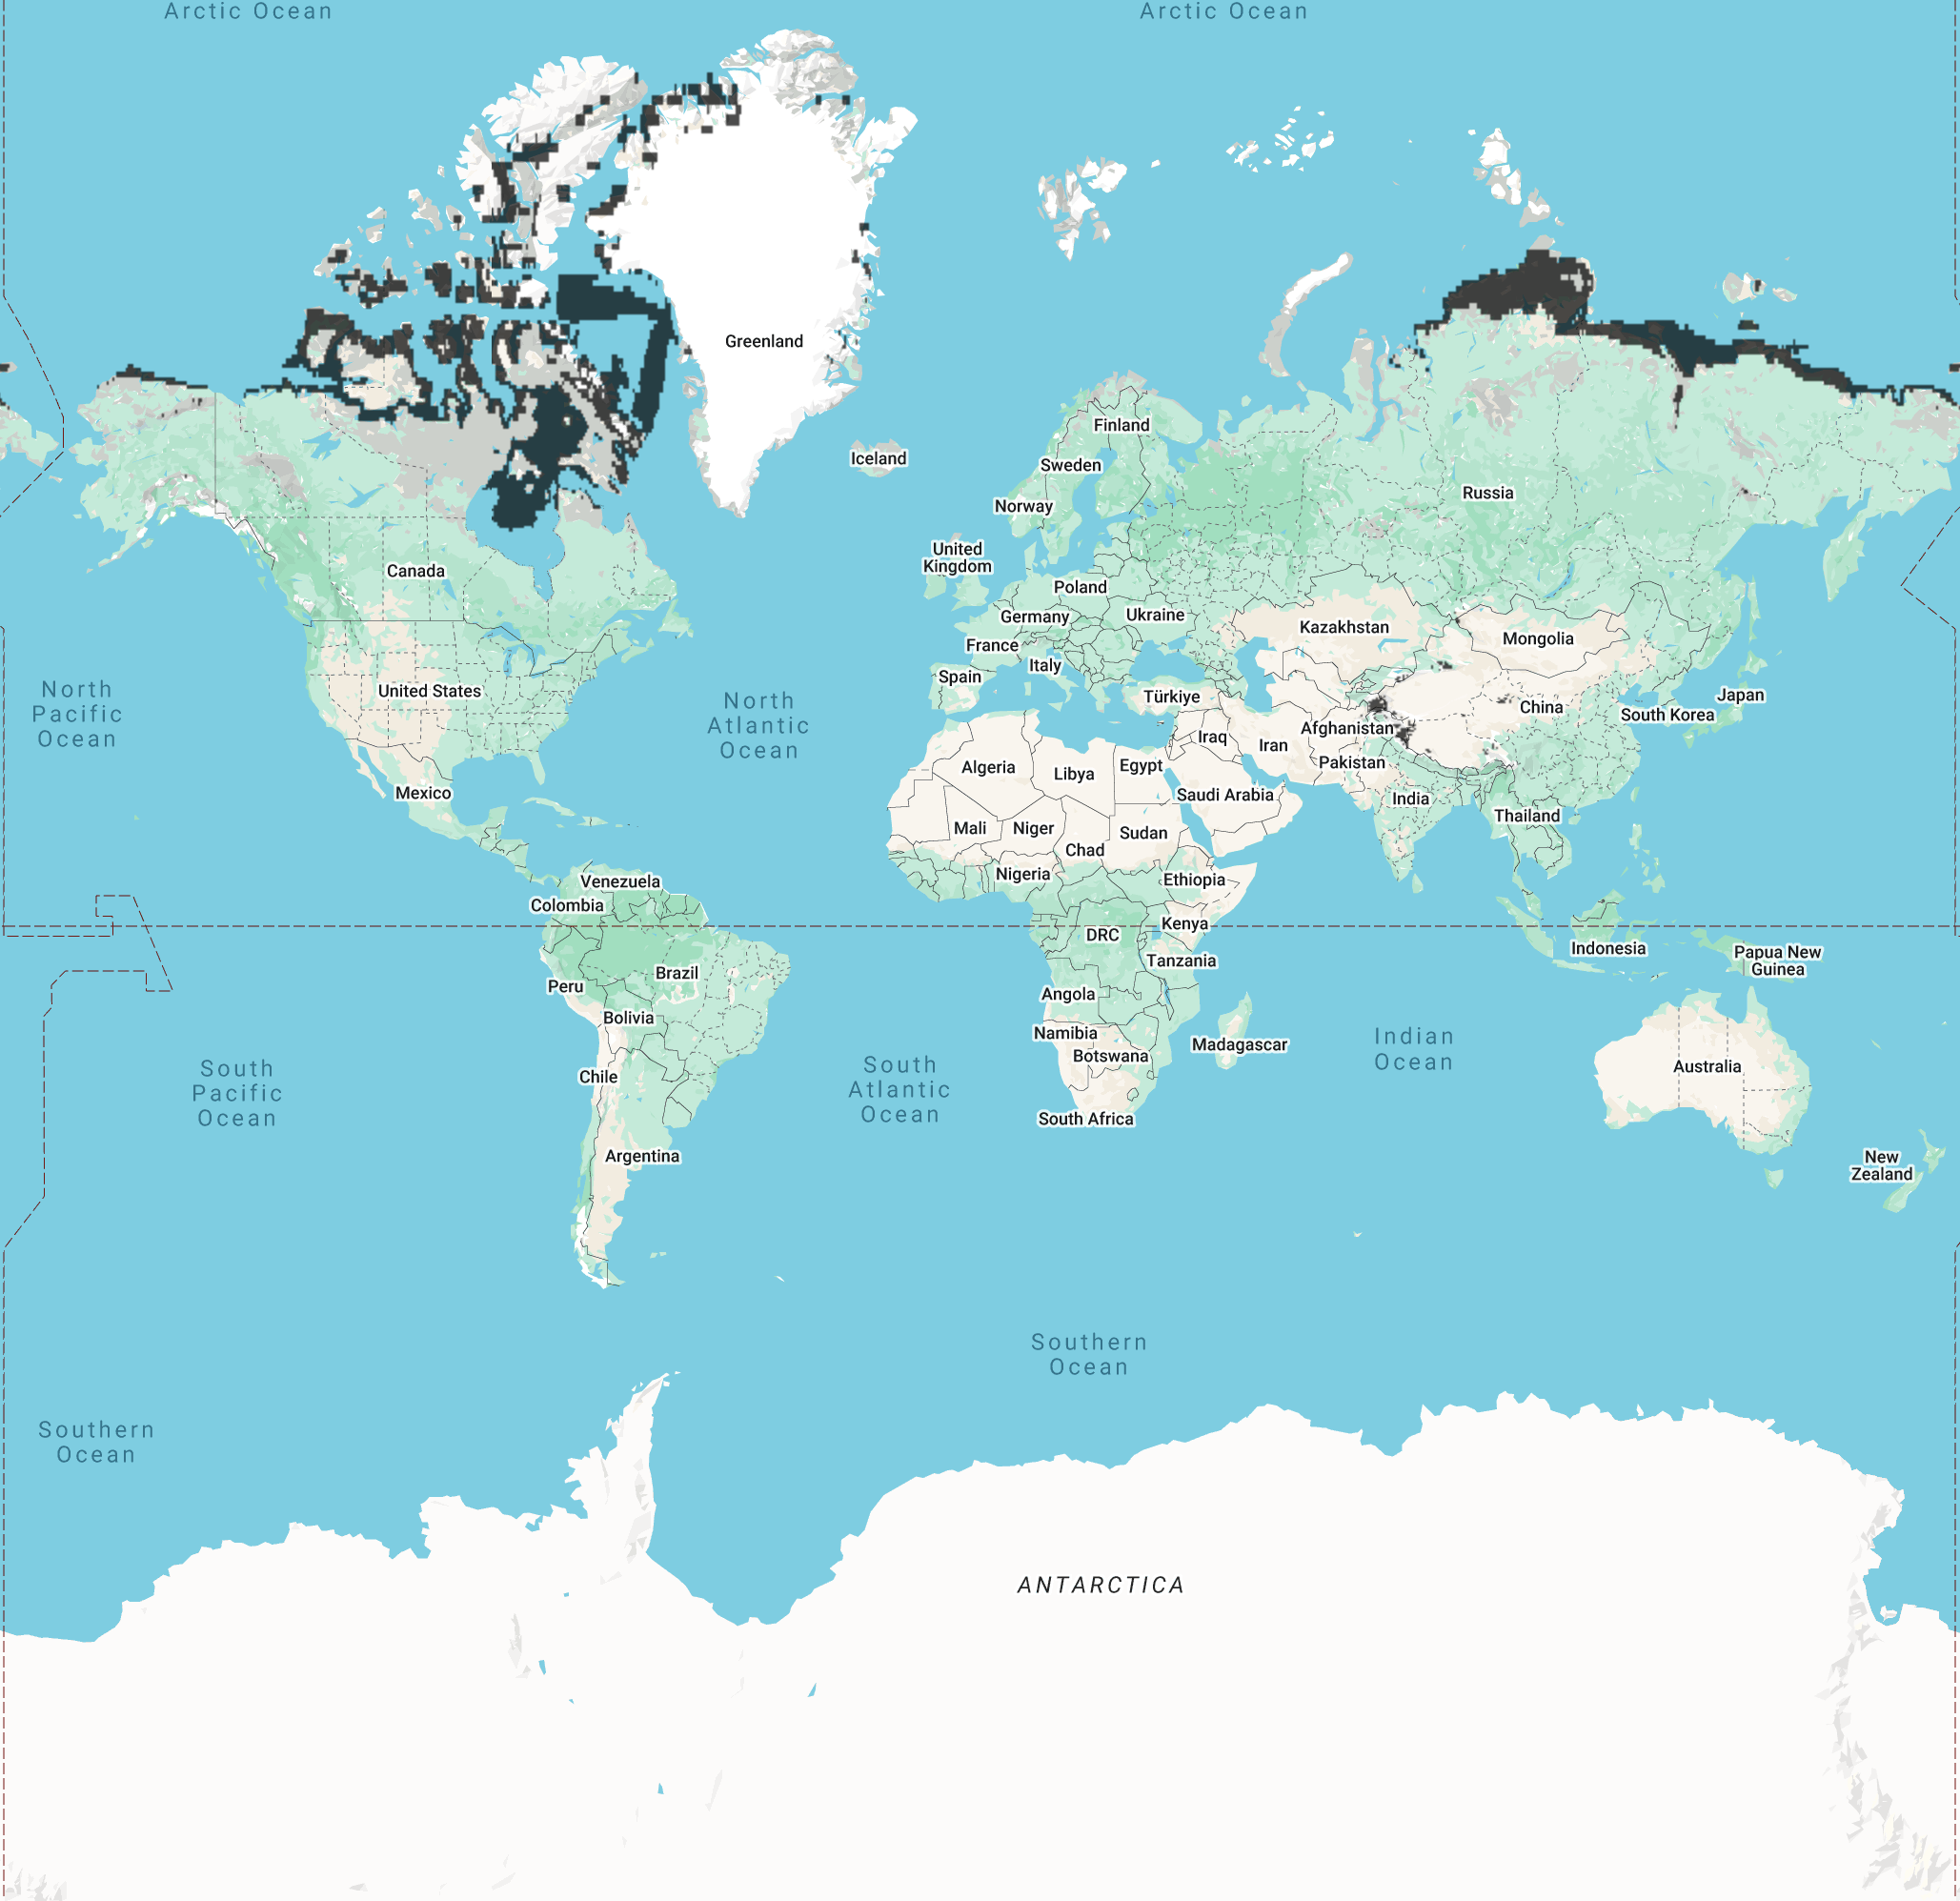 Arctic Ocean
Arctic Ocean
Greenland
Finland
Iceland
Sweden
Russia
Norway
United
Kingdom
Canada
Poland
Germany
Ukraine
Kazakhstan
Mongolia
France
Italy
Spain
United States
North
Pacific
Ocean
North
Atlantic
Ocean
Türkiye
Japan
China
South Korea
Afghanistan
Iraq
Iran
Pakistan
Algeria
Libya
Egypt
Mexico
Saudi Arabia
India
Thailand
Mali
Niger
Sudan
Chad
Venezuela
Nigeria
Ethiopia
Colombia
Kenya
DRC
Indonesia
Papua New
Guinea
Tanzania
Brazil
Peru
Angola
Bolivia
Namibia
Madagascar
Botswana
Indian
Ocean
Australia
South
Pacific
Ocean
Chile
South
Atlantic
Ocean
South Africa
Argentina
New
Zealand
Southern
Ocean
Southern
Ocean
ANTARCTICA